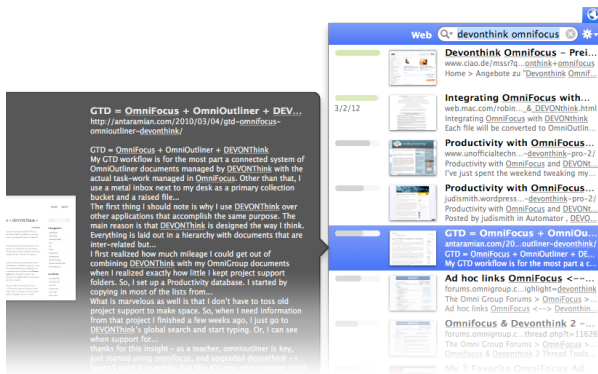 Web
devonthink omnifocus
Devonthink Omnifocus – Prei...
www.ciao.de/mssr?q...onthink+omnifocus
Home > Angebote zu "Devonthink Omnif...
3/2/12
Integrating OmniFocus with...
web.mac.com/robin..._&_DEVONthink.html
Integrating OmniFocus with DEVONthink
Each file will be converted to OmniOutlin...
Productivity with OmniFocus...
www.unofficialtechn...-devonthink-pro-2/
Productivity with OmniFocus and DEVONt...
I've just spent the weekend tweaking my...
Productivity with OmniFocus...
judismith.wordpress...-devonthink-pro-2/
Productivity with OmniFocus and DEVONt...
Posted by judismith in Automator , DEVO...
GTD = OmniFocus + OmniOu...
antaramian.com/20...outliner-devonthink/
GTD = OmniFocus + OmniOutliner + DE...
My GTD workflow is for the most part a c...
Ad hoc links OmniFocus <--...
forums.omnigroup.c...ighlight=devonthink
The Omni Group Forums > OmniFocus >...
Ad hoc links OmniFocus <--> Devonthink...
Omnifocus & Devonthink 2 –...
forums.omnigroup.c...thread.php?t=11626
The Omni Group Forums > OmniFocus >...
Omnifocus & Devonthink 2 Thread Tools...
My 3 Favorite OmniFocus Ad...
GTD = OmniFocus + OmniOutliner + DEV...
http://antaramian.com/2010/03/04/gtd-omnifocus-
omnioutliner-devonthink/
GTD = OmniFocus + OmniOutliner + DEVONThink
My GTD workflow is for the most part a connected system of
OmniOutliner documents managed by DEVONThink with the
actual task-work managed in OmniFocus. Other than that, I
use a metal inbox next to my desk as a primary collection
bucket and a raised file...
The first thing I should note is why I use DEVONThink over
other applications that accomplish the same purpose. The
main reason is that DEVONThink is designed the way I think.
Everything is laid out in a hierarchy with documents that are
inter-related but...
I first realized how much mileage I could get out of
combining DEVONThink with my OmniGroup documents
when I realized exactly how little I kept project support
folders. So, I set up a Productivity database. I started by
copying in most of the lists from...
What is marvelous as well is that I don't have to toss old
project support to make space. So, when I need information
from that project I finished a few weeks ago, I just go to
DEVONThink's global search and start typing. Or, I can see
when support for...
thanks for this insight – as a teacher, omnioutliner is key,
just started using omnifocus, and upgraded devonthink – i